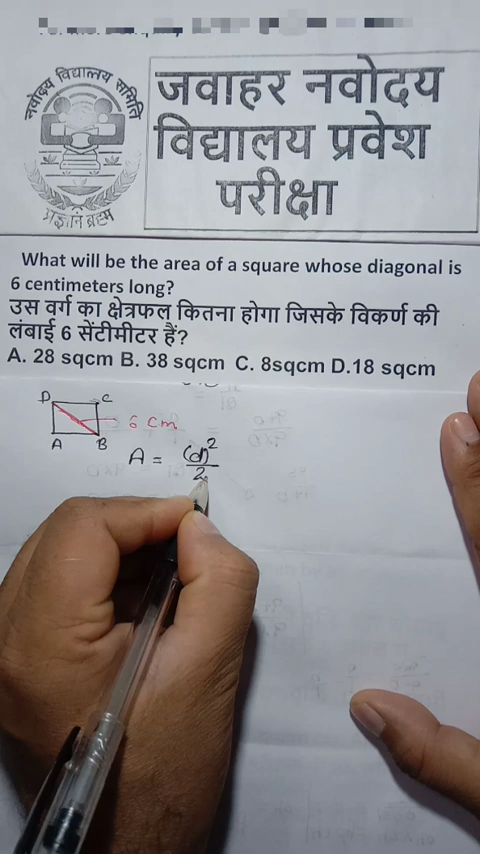 नवोदय विद्यालय समिति
प्रज्ञानं ब्रह्म
जवाहर नवोदय
विद्यालय प्रवेश
परीक्षा
What will be the area of a square whose diagonal is
6 centimeters long?
उस वर्ग का क्षेत्रफल कितना होगा जिसके विकर्ण की
लंबाई 6 सेंटीमीटर हैं?
A. 28 sqcm B. 38 sqcm C. 8sqcm D.18 sqcm
D C
6 cm
A B
A = (d)²/2